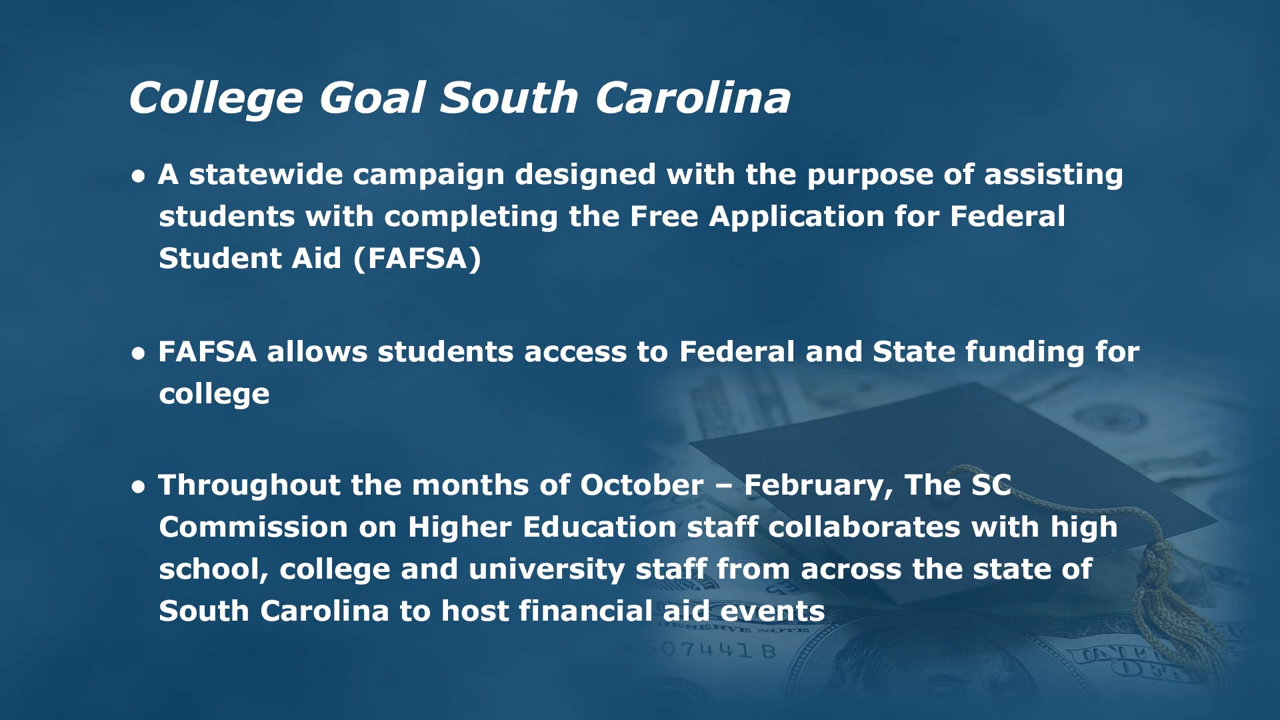 College Goal South Carolina
● A statewide campaign designed with the purpose of assisting
students with completing the Free Application for Federal
Student Aid (FAFSA)
● FAFSA allows students access to Federal and State funding for
college
● Throughout the months of October – February, The SC
Commission on Higher Education staff collaborates with high
school, college and university staff from across the state of
South Carolina to host financial aid events